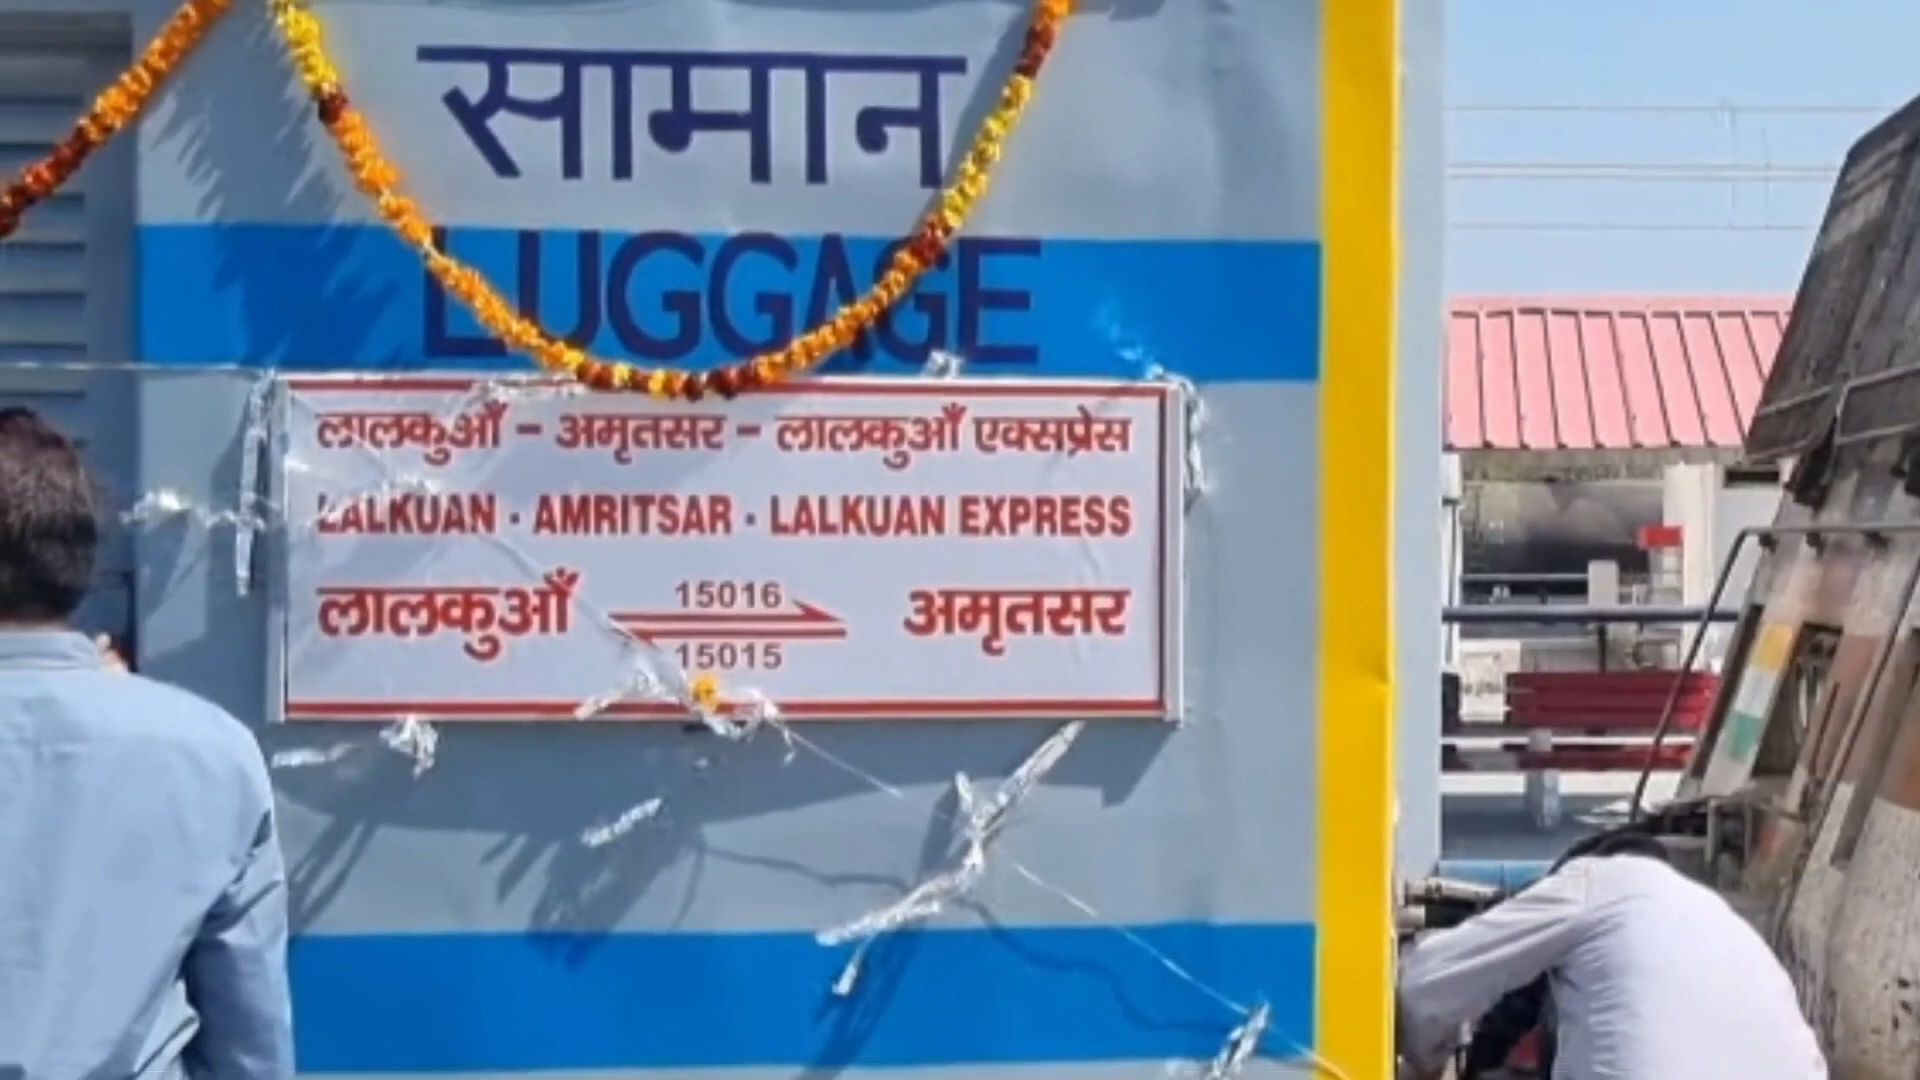 सामान
LUGGAGE
लालकुआँ - अमृतसर - लालकुआँ एक्सप्रेस
LALKUAN - AMRITSAR - LALKUAN EXPRESS
लालकुआँ 15016 अमृतसर
15015